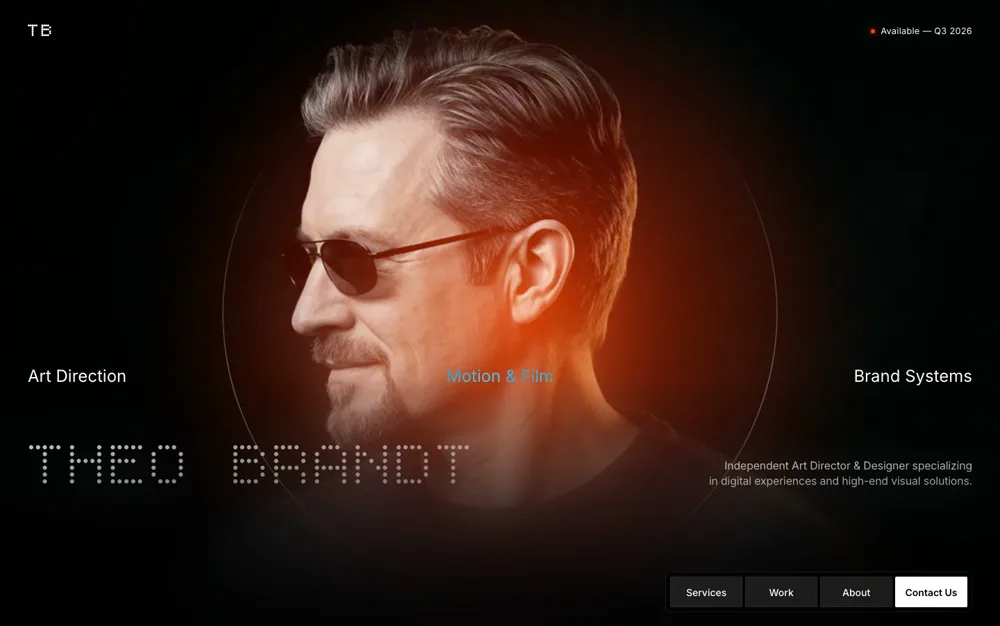 TB
Available — Q3 2026
Art Direction
Motion & Film
Brand Systems
THEO BRANDT
Independent Art Director & Designer specializing
in digital experiences and high-end visual solutions.
Services
Work
About
Contact Us